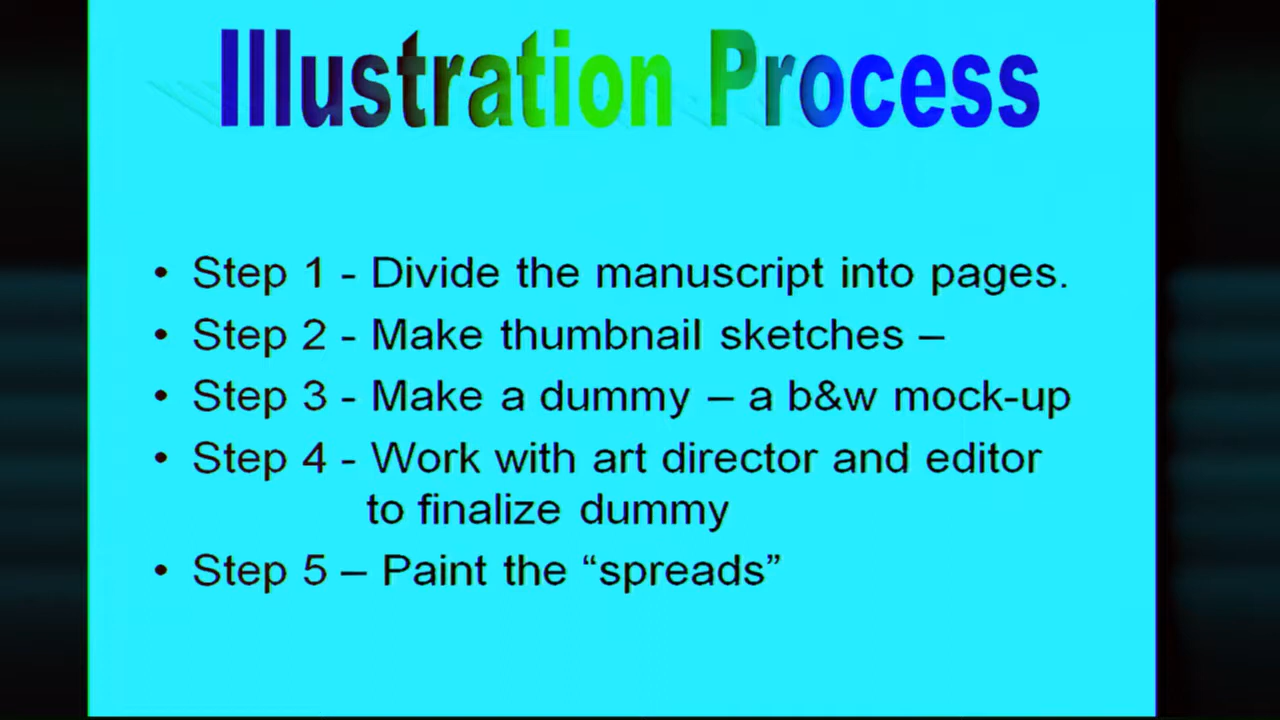 Illustration Process
• Step 1 - Divide the manuscript into pages.
• Step 2 - Make thumbnail sketches –
• Step 3 - Make a dummy – a b&w mock-up
• Step 4 - Work with art director and editor
to finalize dummy
• Step 5 – Paint the “spreads”